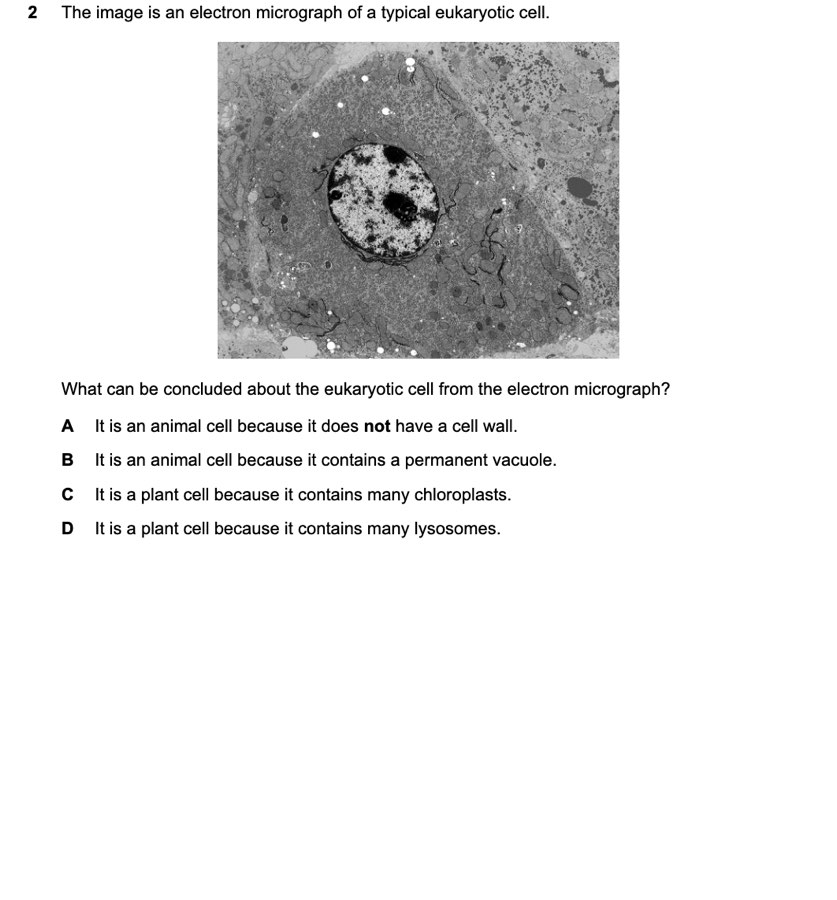 2 The image is an electron micrograph of a typical eukaryotic cell.
What can be concluded about the eukaryotic cell from the electron micrograph?
A It is an animal cell because it does not have a cell wall.
B It is an animal cell because it contains a permanent vacuole.
C It is a plant cell because it contains many chloroplasts.
D It is a plant cell because it contains many lysosomes.